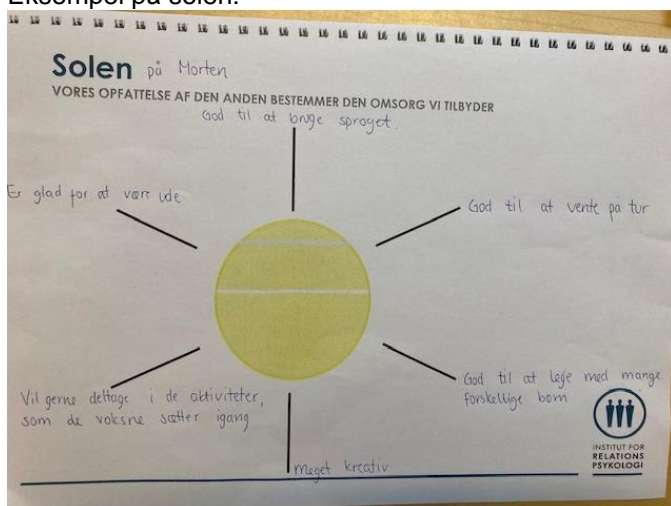 Eksempel på solen:
Solen på Morten
VORES OPFATTELSE AF DEN ANDEN BESTEMMER DEN OMSORG VI TILBYDER
God til at bruge sproget.
Er glad for at være ude
God til at vente på tur
Vil gerne deltage i de aktiviteter,
som de voksne sætter igang
God til at lege med mange
forskellige børn
Meget kreativ
INSTITUT FOR
RELATIONS
PSYKOLOGI